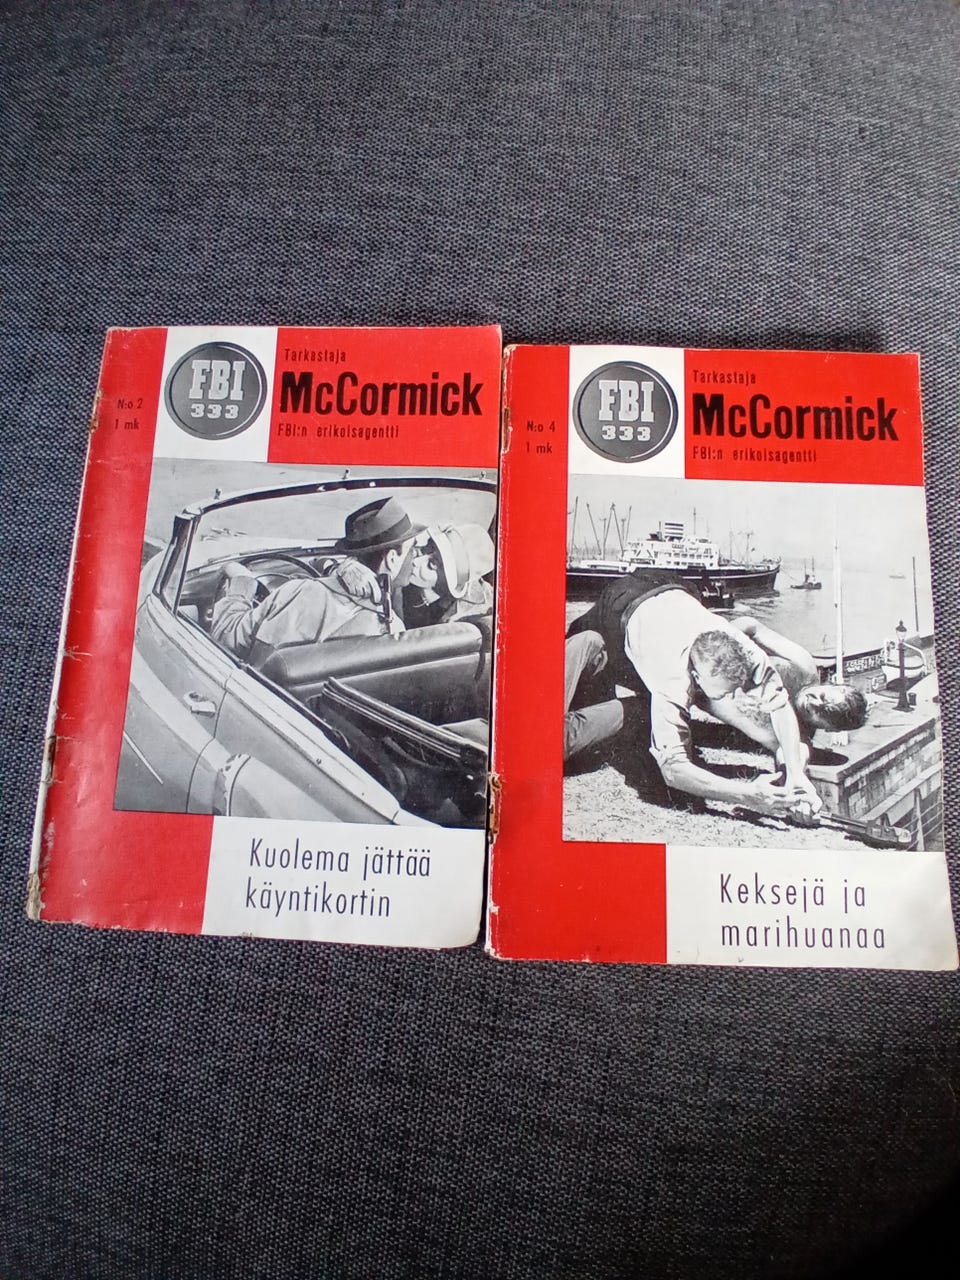 N:o 2
1 mk
FBI
333
Tarkastaja
McCormick
FBI:n erikoisagentti
Kuolema jättää
käyntikortin
N:o 4
1 mk
FBI
333
Tarkastaja
McCormick
FBI:n erikoisagentti
Keksejä ja
marihuanaa